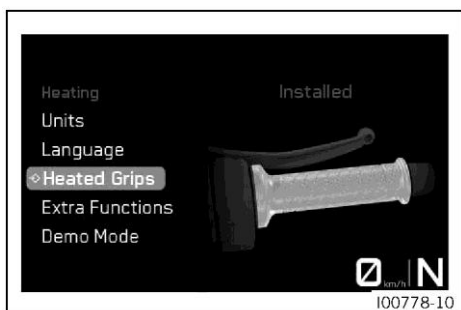 Heating
Installed
Units
Language
Heated Grips
Extra Functions
Demo Mode
0 km/h N
I00778-10